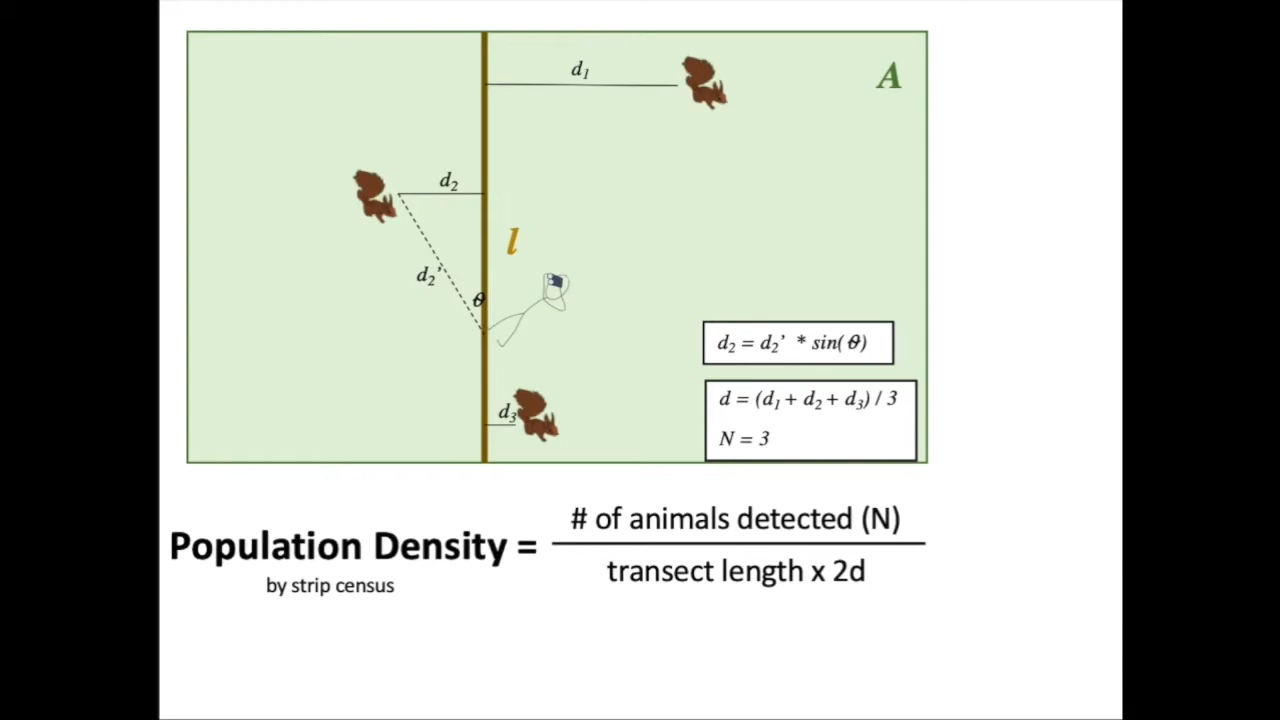 d₁
A
d₂
l
d₂’
θ
d₂ = d₂’ * sin(θ)
d₃
d = (d₁ + d₂ + d₃) / 3
N = 3
# of animals detected (N)
Population Density =
transect length x 2d
by strip census